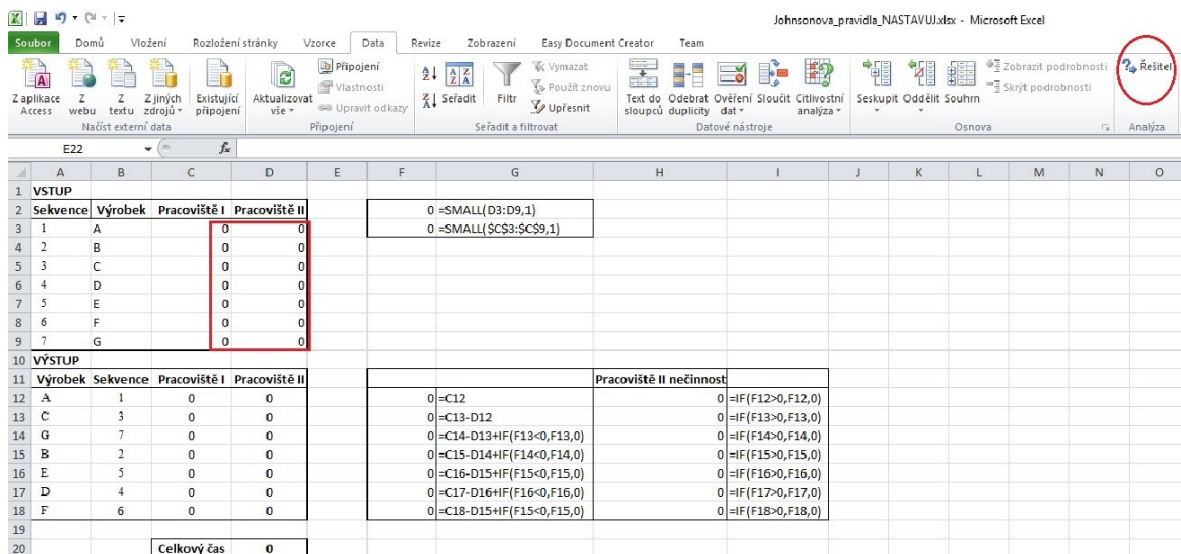 Johnsonova_pravidla_NASTAVUJ.xlsx - Microsoft Excel
Soubor Domů Vložení Rozložení stránky Vzorce Data Revize Zobrazení Easy Document Creator Team
Z aplikace Access
Z webu
Z textu
Z jiných zdrojů
Existující připojení
Načíst externí data
Aktualizovat vše
Připojení
Vlastnosti
Upravit odkazy
Připojení
Seřadit
Filtr
Vymazat
Použít znovu
Upřesnit
Seřadit a filtrovat
Text do sloupců
Odebrat duplicity
Ověření dat
Sloučit
Citlivostní analýza
Datové nástroje
Seskupit
Oddělit
Souhrn
Zobrazit podrobnosti
Skrýt podrobnosti
Osnova
Řešitel
Analýza
E22 fx
A B C D E F G H I J K L M N O
1 VSTUP
2 Sekvence Výrobek Pracoviště I Pracoviště II 0 =SMALL(D3:D9,1)
3 1 A 0 0 0 =SMALL($C$3:$C$9,1)
4 2 B 0 0
5 3 C 0 0
6 4 D 0 0
7 5 E 0 0
8 6 F 0 0
9 7 G 0 0
10 VÝSTUP
11 Výrobek Sekvence Pracoviště I Pracoviště II Pracoviště II nečinnost
12 A 1 0 0 0 =C12 0 =IF(F12>0,F12,0)
13 C 3 0 0 0 =C13-D12 0 =IF(F13>0,F13,0)
14 G 7 0 0 0 =C14-D13+IF(F13<0,F13,0) 0 =IF(F14>0,F14,0)
15 B 2 0 0 0 =C15-D14+IF(F14<0,F14,0) 0 =IF(F15>0,F15,0)
16 E 5 0 0 0 =C16-D15+IF(F15<0,F15,0) 0 =IF(F16>0,F16,0)
17 D 4 0 0 0 =C17-D16+IF(F16<0,F16,0) 0 =IF(F17>0,F17,0)
18 F 6 0 0 0 =C18-D15+IF(F15<0,F15,0) 0 =IF(F18>0,F18,0)
19
20 Celkový čas 0